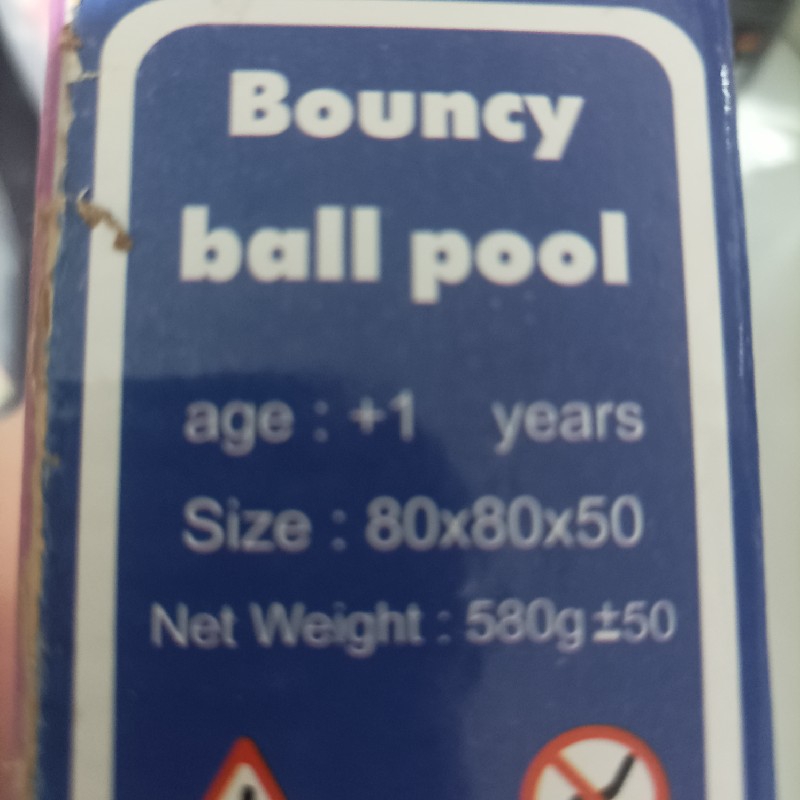 Bouncy
ball pool
age : +1 years
Size : 80x80x50
Net Weight : 580g±50